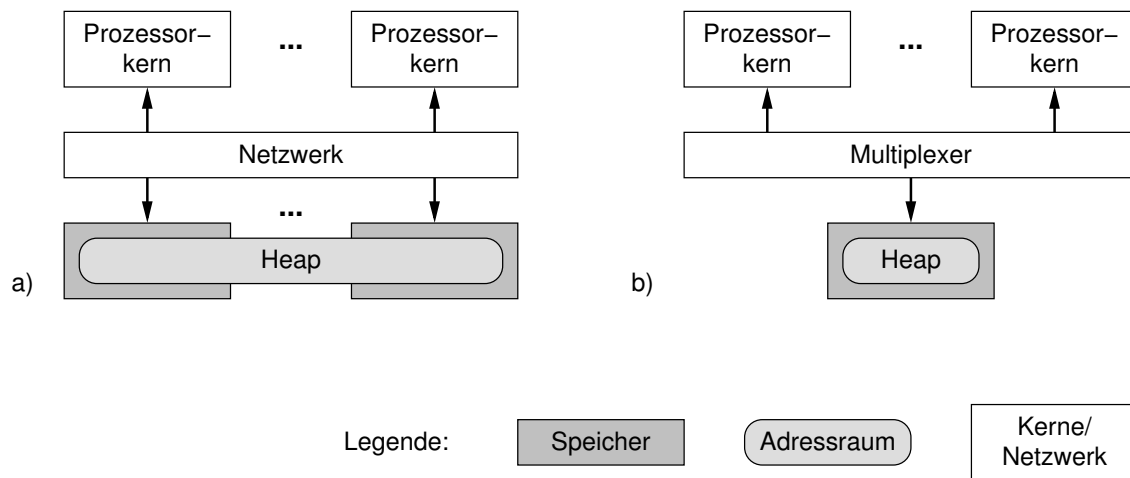 Prozessor–
kern
...
Prozessor–
kern
Netzwerk
...
Heap
a)
Prozessor–
kern
...
Prozessor–
kern
Multiplexer
Heap
b)
Legende:
Speicher
Adressraum
Kerne/
Netzwerk